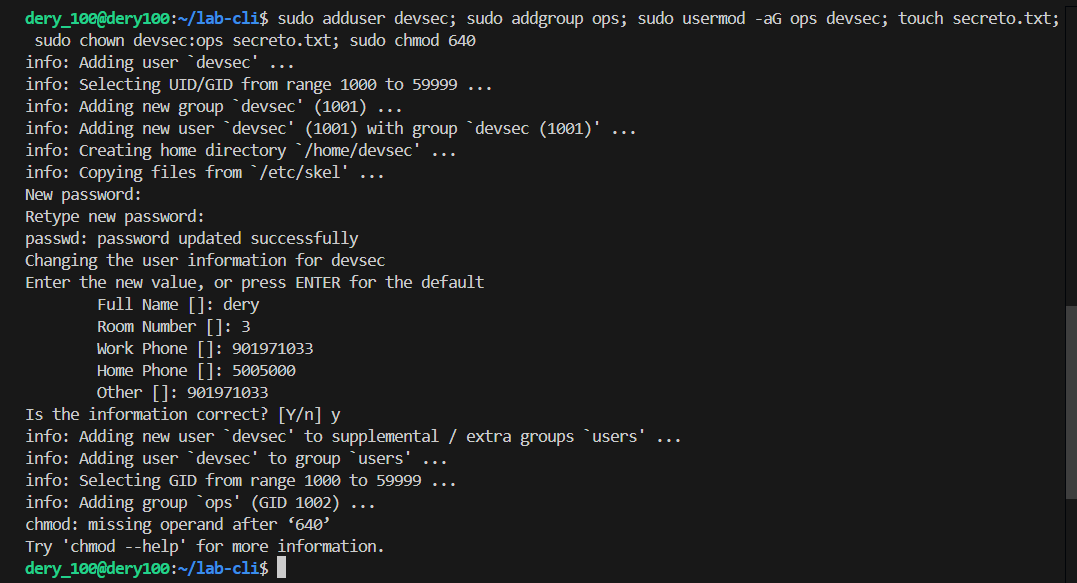 dery_100@dery100:~/lab-cli$ sudo adduser devsec; sudo addgroup ops; sudo usermod -aG ops devsec; touch secreto.txt;
 sudo chown devsec:ops secreto.txt; sudo chmod 640
info: Adding user `devsec' ...
info: Selecting UID/GID from range 1000 to 59999 ...
info: Adding new group `devsec' (1001) ...
info: Adding new user `devsec' (1001) with group `devsec (1001)' ...
info: Creating home directory `/home/devsec' ...
info: Copying files from `/etc/skel' ...
New password:
Retype new password:
passwd: password updated successfully
Changing the user information for devsec
Enter the new value, or press ENTER for the default
        Full Name []: dery
        Room Number []: 3
        Work Phone []: 901971033
        Home Phone []: 5005000
        Other []: 901971033
Is the information correct? [Y/n] y
info: Adding new user `devsec' to supplemental / extra groups `users' ...
info: Adding user `devsec' to group `users' ...
info: Selecting GID from range 1000 to 59999 ...
info: Adding group `ops' (GID 1002) ...
chmod: missing operand after ‘640’
Try 'chmod --help' for more information.
dery_100@dery100:~/lab-cli$